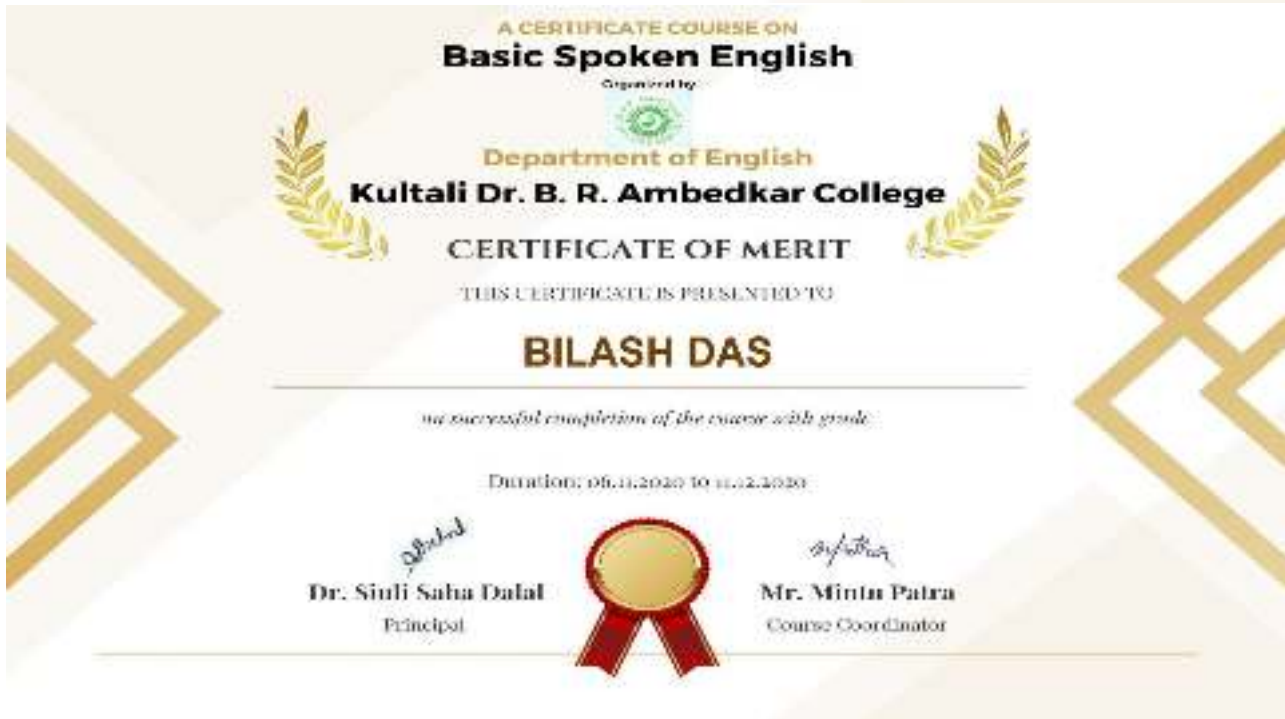 A CERTIFICATE COURSE ON
Basic Spoken English
Organized by
Department of English
Kultali Dr. B. R. Ambedkar College
CERTIFICATE OF MERIT
THIS CERTIFICATE IS PRESENTED TO
BILASH DAS
on successful completion of the course with grade
Duration: 06.11.2020 to 11.12.2020
Dr. Siuli Saha Dalal
Principal
Mr. Mintu Patra
Course Coordinator